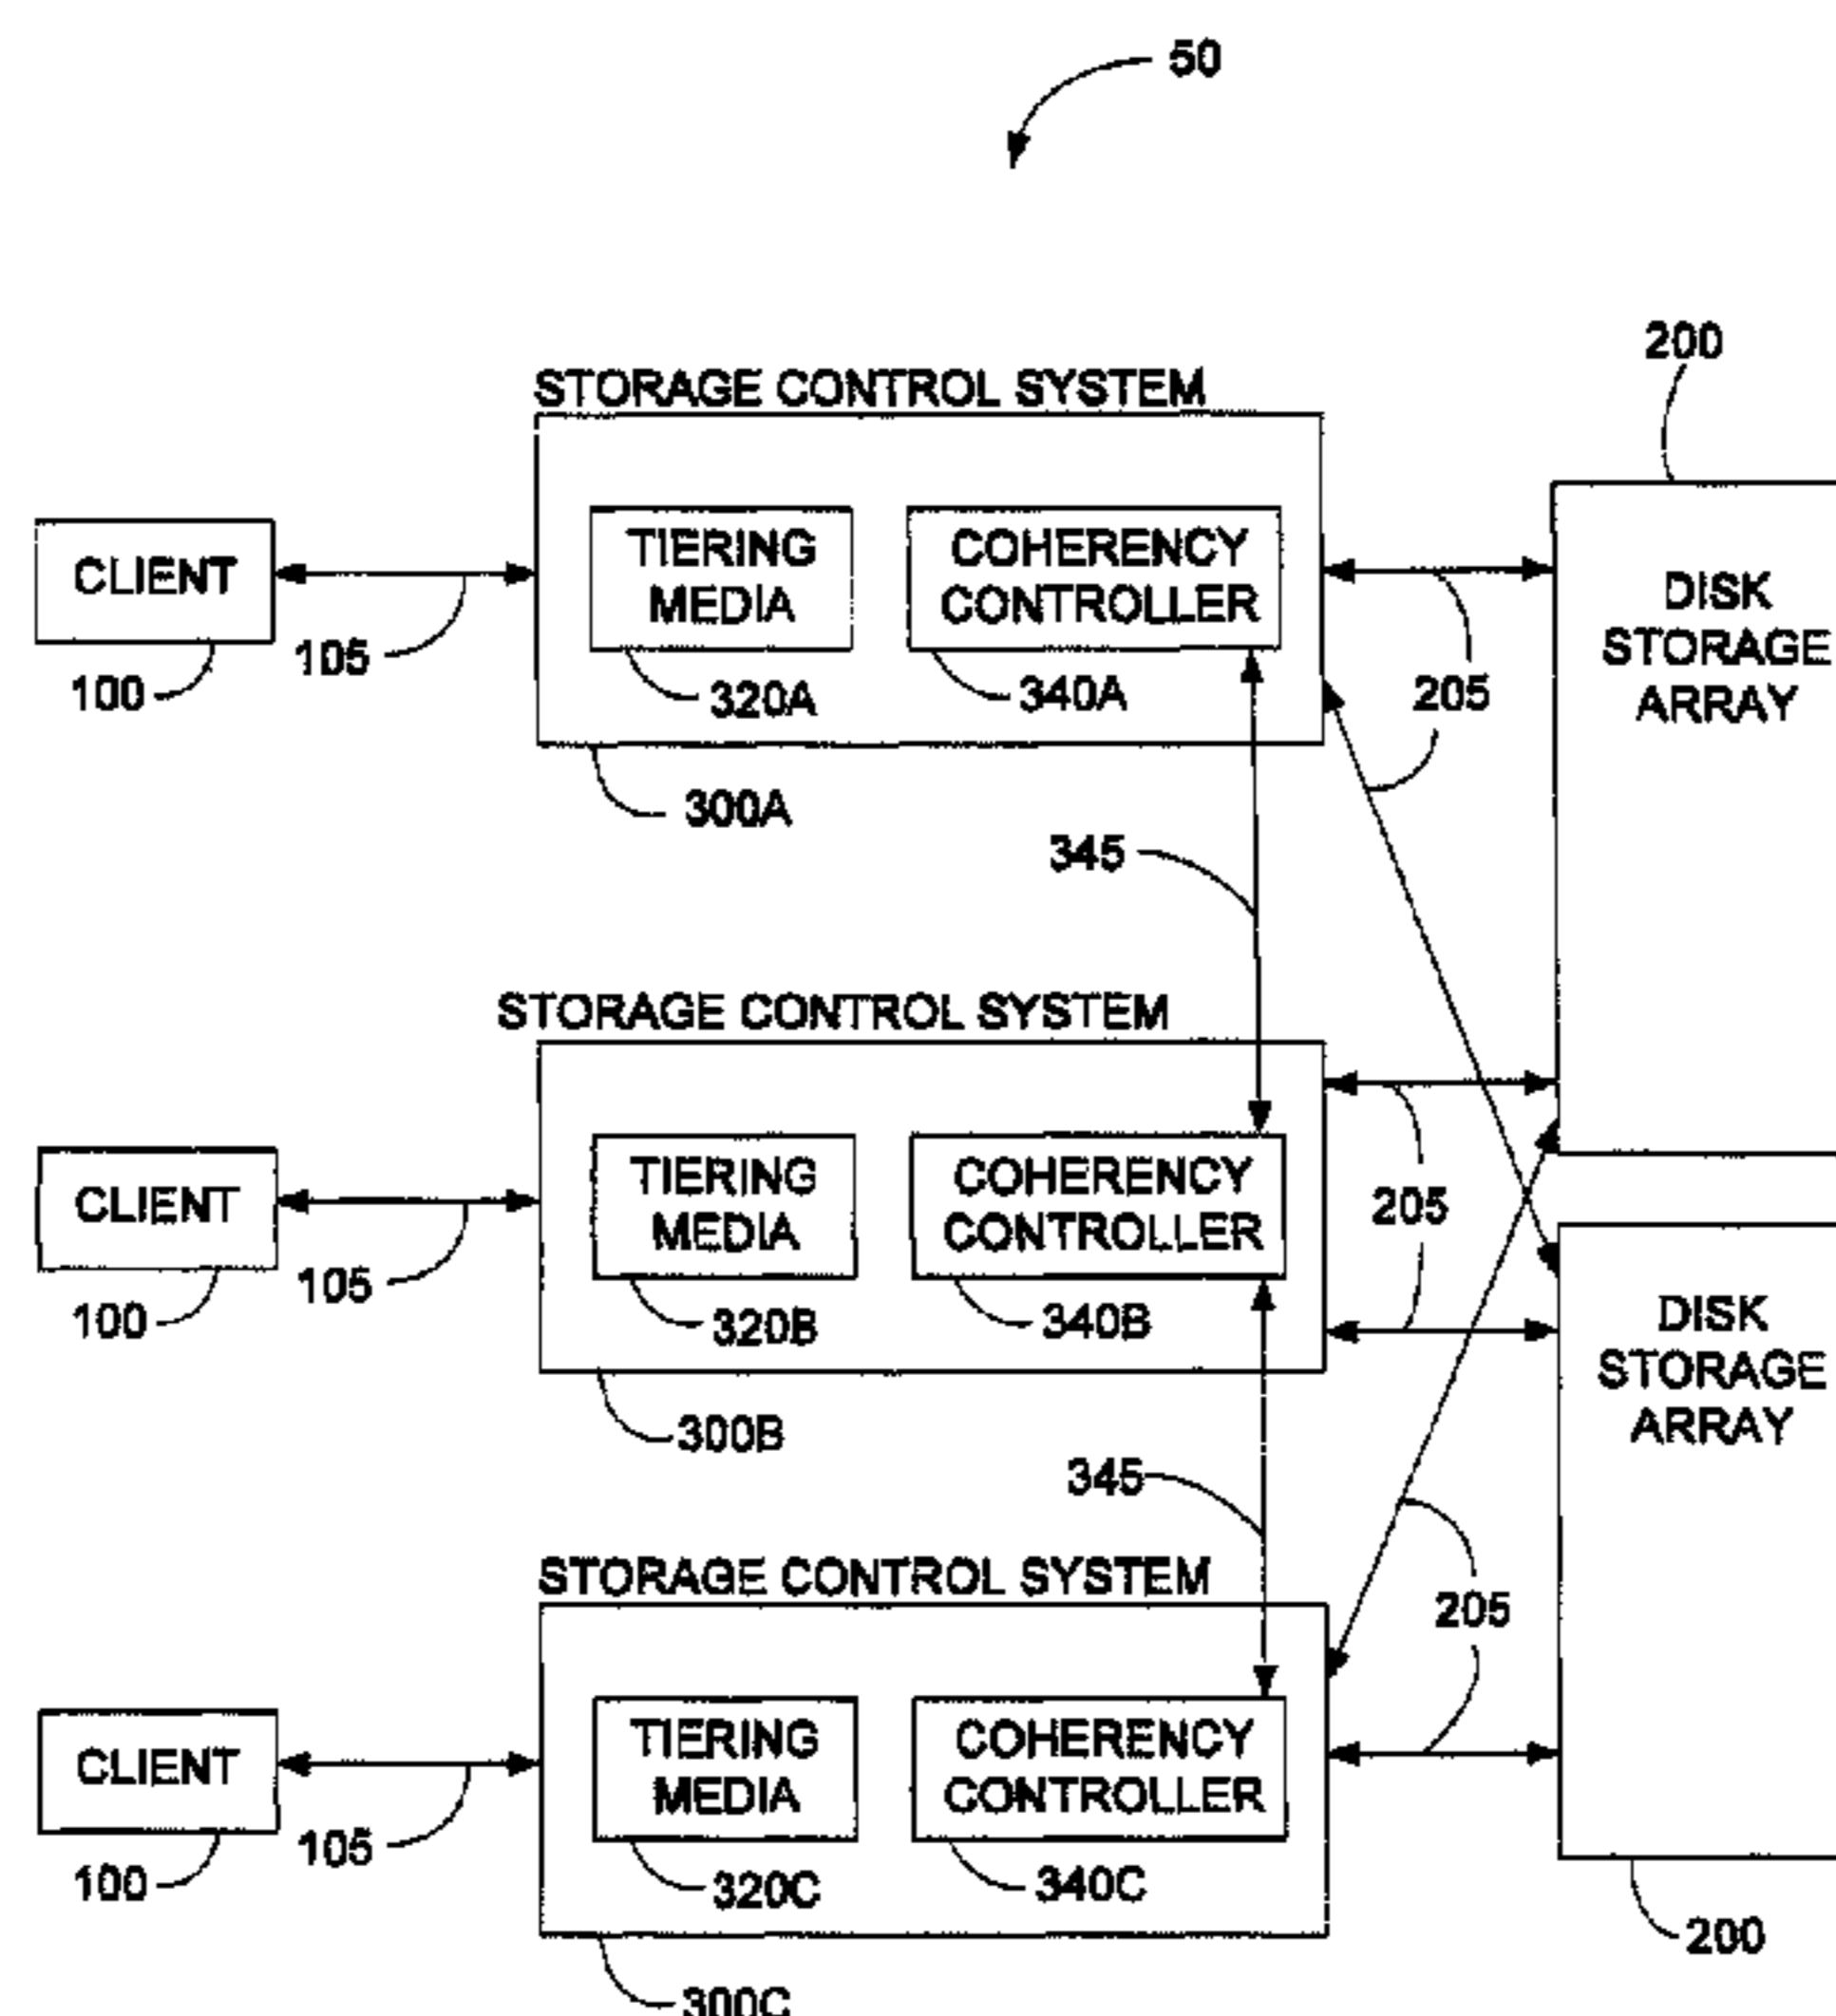 50
200
STORAGE CONTROL SYSTEM
CLIENT
TIERING
MEDIA
COHERENCY
CONTROLLER
DISK
STORAGE
ARRAY
105
100
320A
340A
205
300A
345
STORAGE CONTROL SYSTEM
CLIENT
TIERING
MEDIA
COHERENCY
CONTROLLER
205
105
100
320B
340B
DISK
STORAGE
ARRAY
300B
345
STORAGE CONTROL SYSTEM
205
CLIENT
TIERING
MEDIA
COHERENCY
CONTROLLER
105
100
320C
340C
200
300C